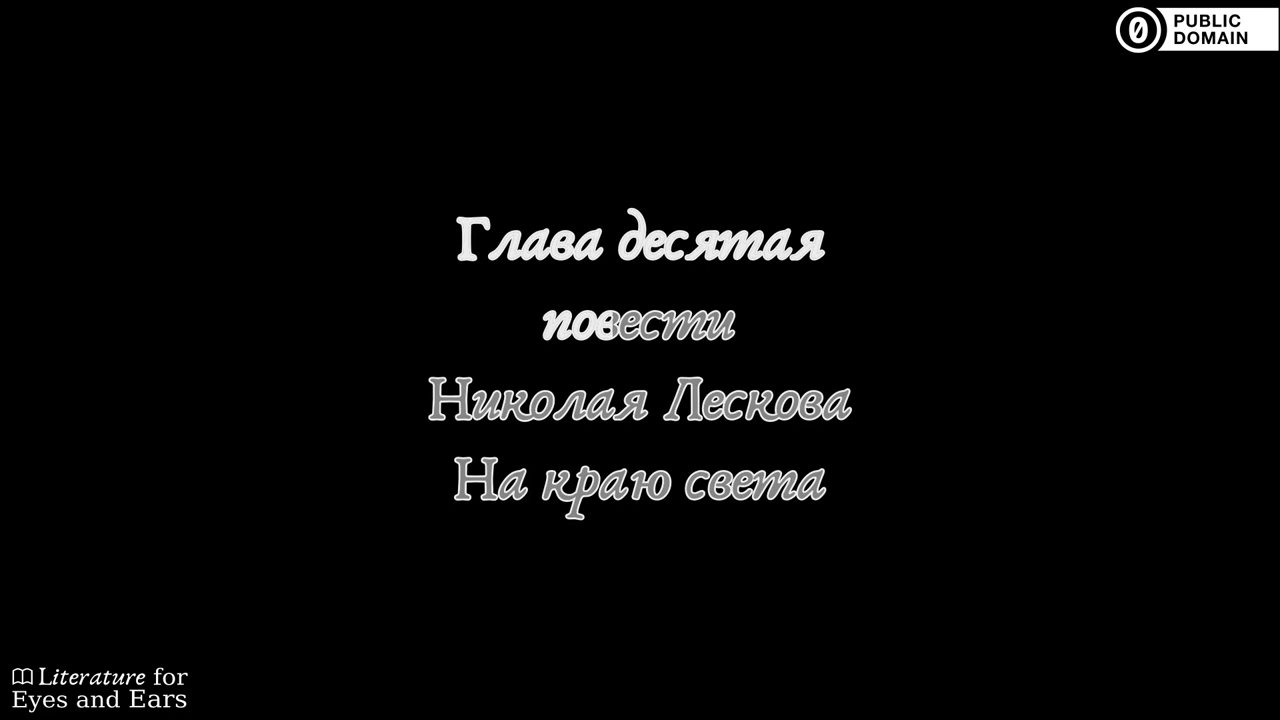 PUBLIC
DOMAIN
Глава десятая
повести
Николая Лескова
На краю света
Literature for
Eyes and Ears